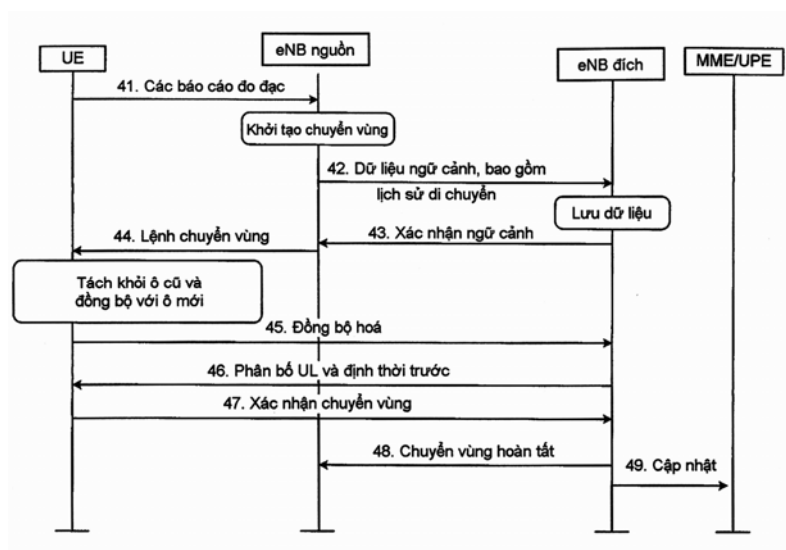 UE
eNB nguồn
eNB đích
MME/UPE
41. Các báo cáo đo đạc
Khởi tạo chuyển vùng
42. Dữ liệu ngữ cảnh, bao gồm
lịch sử di chuyển
Lưu dữ liệu
43. Xác nhận ngữ cảnh
44. Lệnh chuyển vùng
Tách khỏi ô cũ và
đồng bộ với ô mới
45. Đồng bộ hoá
46. Phân bố UL và định thời trước
47. Xác nhận chuyển vùng
48. Chuyển vùng hoàn tất
49. Cập nhật